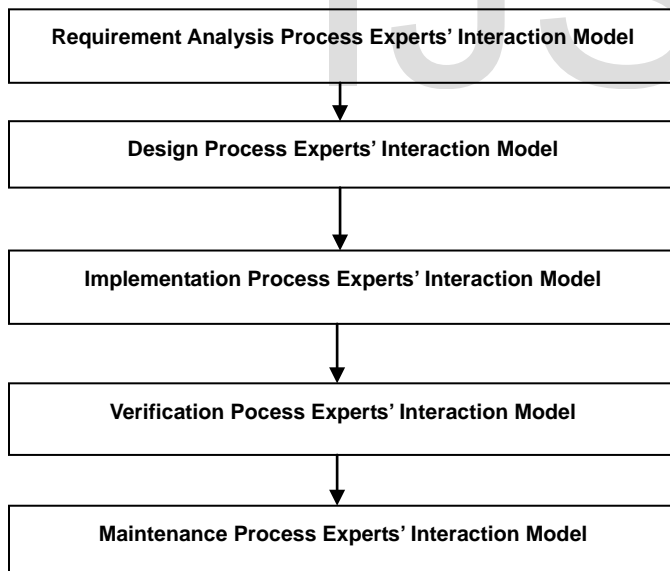 IJS
Requirement Analysis Process Experts’ Interaction Model
Design Process Experts’ Interaction Model
Implementation Process Experts’ Interaction Model
Verification Pocess Experts’ Interaction Model
Maintenance Process Experts’ Interaction Model